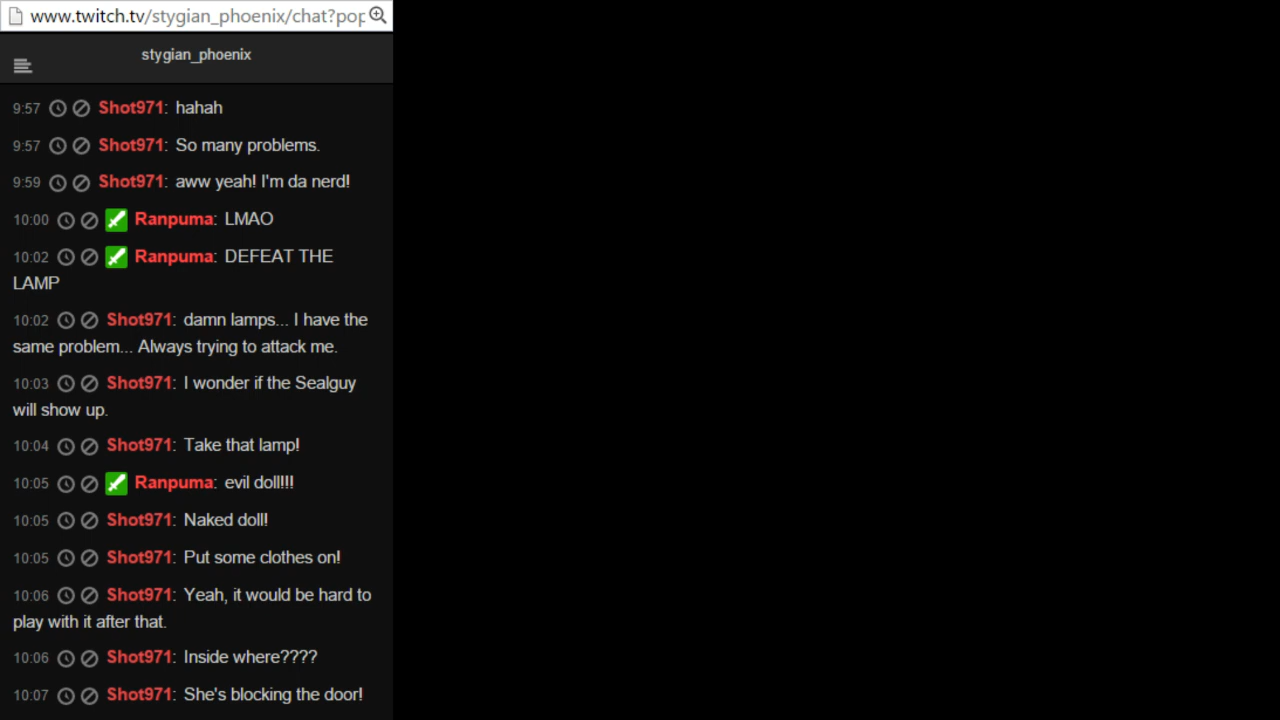 www.twitch.tv/stygian_phoenix/chat?pop
stygian_phoenix
9:57 Shot971: hahah
9:57 Shot971: So many problems.
9:59 Shot971: aww yeah! I'm da nerd!
10:00 Ranpuma: LMAO
10:02 Ranpuma: DEFEAT THE
LAMP
10:02 Shot971: damn lamps... I have the
same problem... Always trying to attack me.
10:03 Shot971: I wonder if the Sealguy
will show up.
10:04 Shot971: Take that lamp!
10:05 Ranpuma: evil doll!!!
10:05 Shot971: Naked doll!
10:05 Shot971: Put some clothes on!
10:06 Shot971: Yeah, it would be hard to
play with it after that.
10:06 Shot971: Inside where????
10:07 Shot971: She's blocking the door!